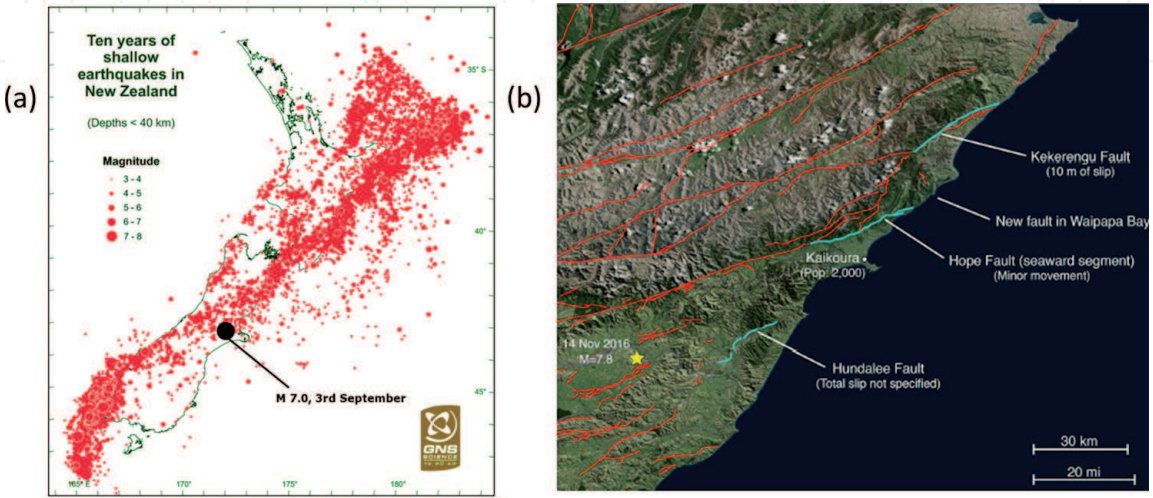 (a)
Ten years of
shallow
earthquakes in
New Zealand
(Depths < 40 km)
Magnitude
3 - 4
4 - 5
5 - 6
6 - 7
7 - 8
35° S
40°
45°
165° E
170°
175°
180°
M 7.0, 3rd September
GNS
SCIENCE
TE PŪ AO
(b)
Kekerengu Fault
(10 m of slip)
New fault in Waipapa Bay
Hope Fault (seaward segment)
(Minor movement)
Kaikoura
(Pop: 2,000)
14 Nov 2016
M=7.8
Hundalee Fault
(Total slip not specified)
30 km
20 mi